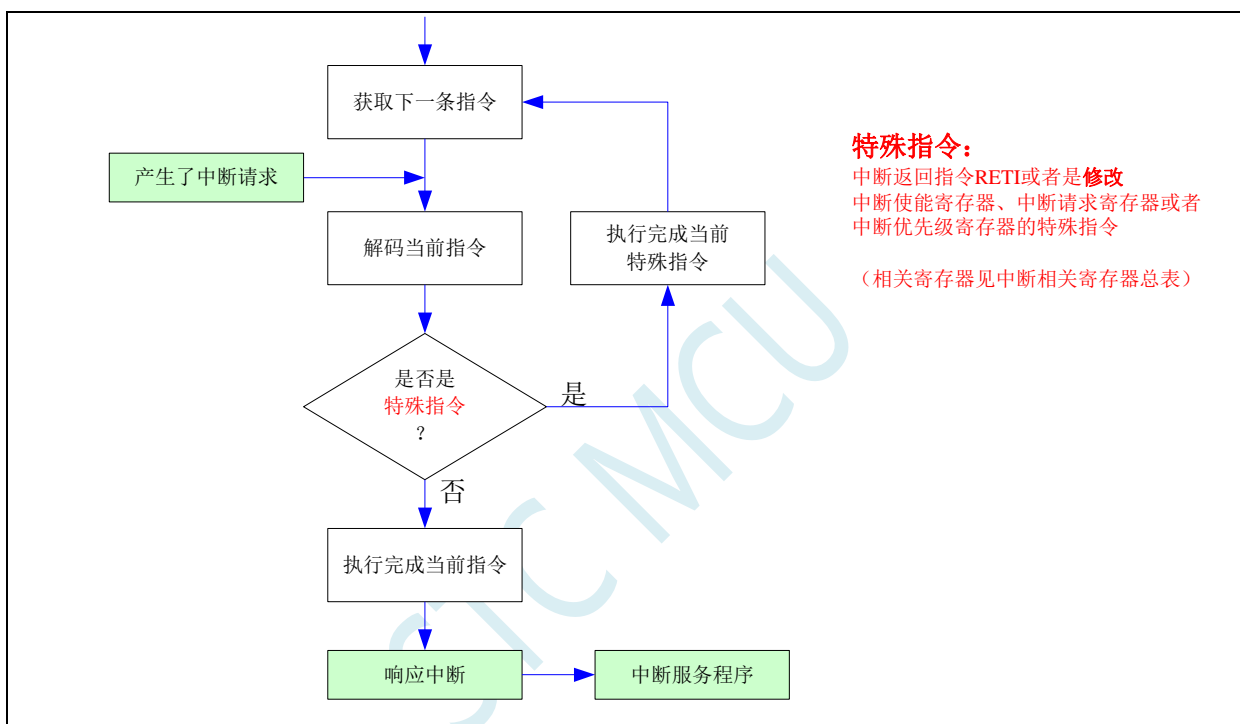 获取下一条指令
产生了中断请求
解码当前指令
执行完成当前
特殊指令
是否是
特殊指令
？
是
否
执行完成当前指令
响应中断
中断服务程序
特殊指令：
中断返回指令RETI或者是修改
中断使能寄存器、中断请求寄存器或者
中断优先级寄存器的特殊指令
（相关寄存器见中断相关寄存器总表）
STC MCU